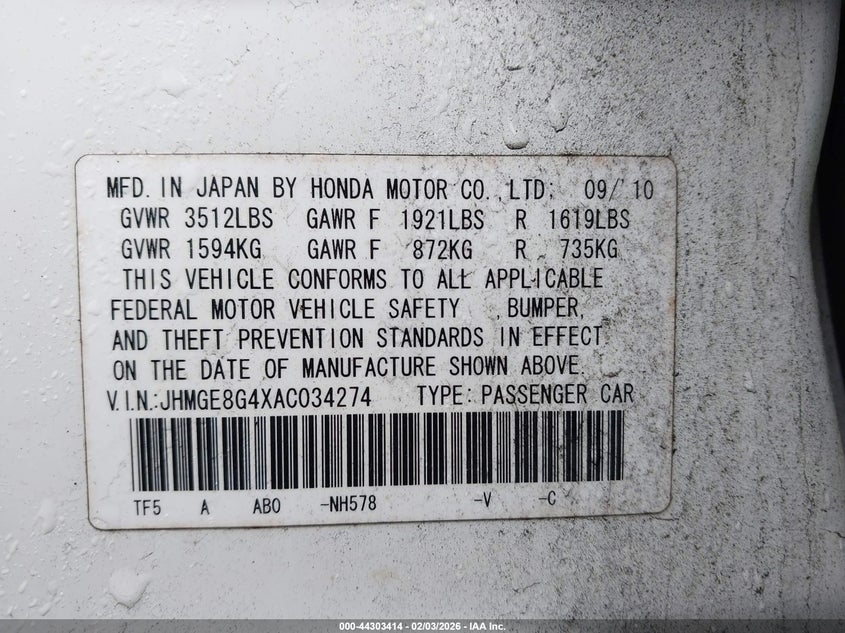 MFD. IN JAPAN BY HONDA MOTOR CO., LTD. 09/ 10
GVWR 3512LBS GAWR F 1921LBS R 1619LBS
GVWR 1594KG GAWR F 872KG R 735KG
THIS VEHICLE CONFORMS TO ALL APPLICABLE
FEDERAL MOTOR VEHICLE SAFETY , BUMPER,
AND THEFT PREVENTION STANDARDS IN EFFECT
ON THE DATE OF MANUFACTURE SHOWN ABOVE.
V.I.N.:JHMGE8G4XAC034274 TYPE: PASSENGER CAR
TF5 A AB0 -NH578 -V -C
000-44303414 - 02/03/2026 - IAA Inc.